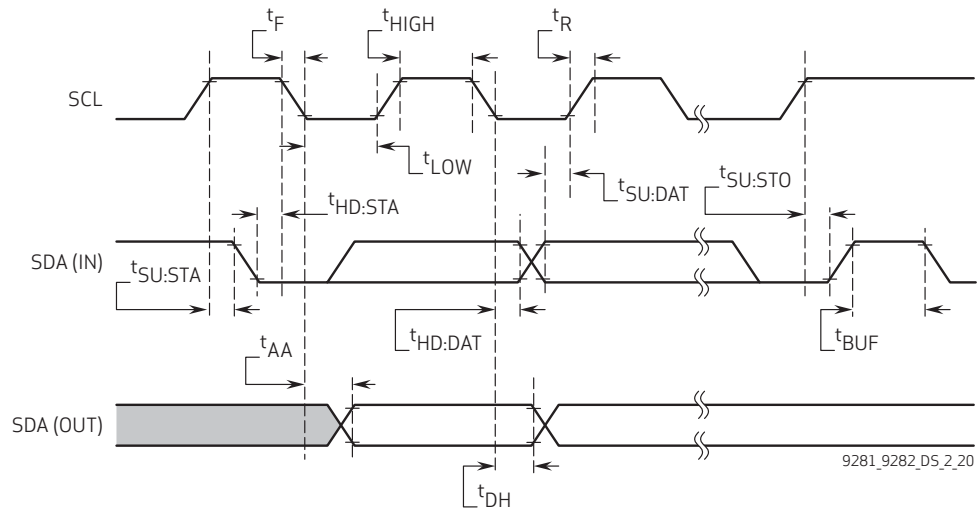 tF
tHIGH
tR
SCL
tLOW
tSU:DAT
tSU:STO
tHD:STA
SDA (IN)
tSU:STA
tHD:DAT
tBUF
tAA
SDA (OUT)
9281_9282_DS_2_20
tDH